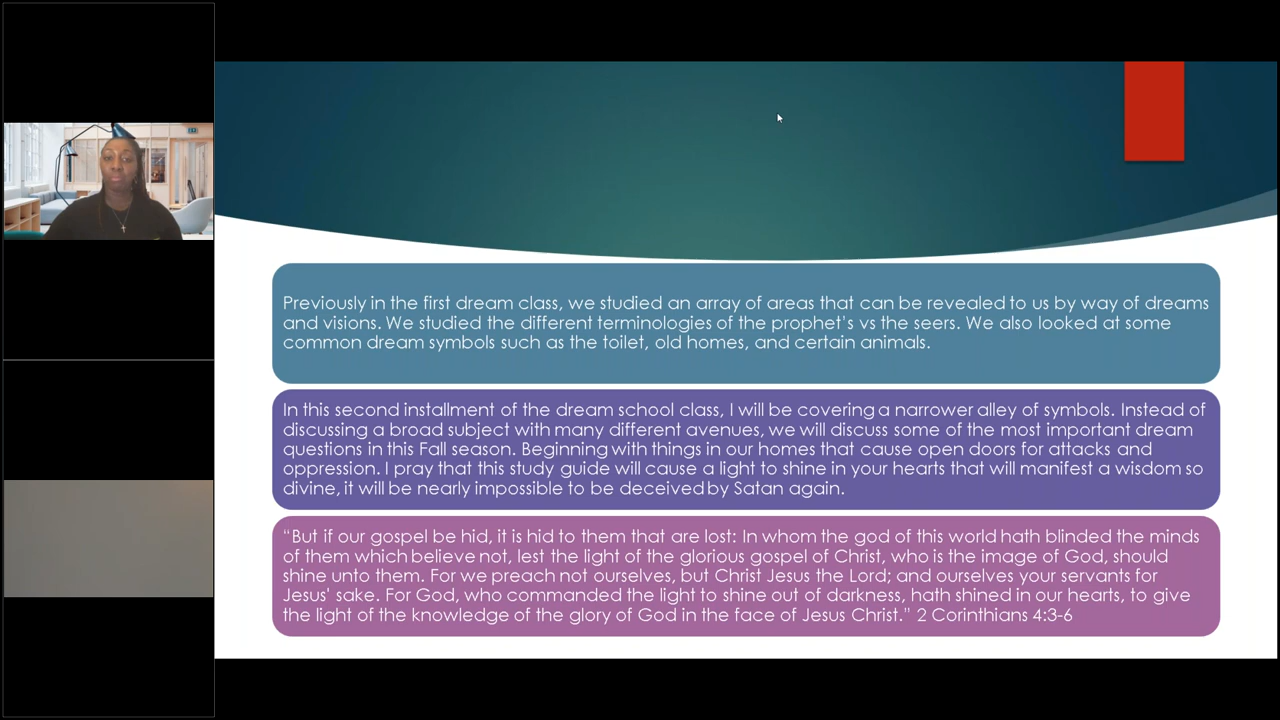 Previously in the first dream class, we studied an array of areas that can be revealed to us by way of dreams
and visions. We studied the different terminologies of the prophet's vs the seers. We also looked at some
common dream symbols such as the toilet, old homes, and certain animals.
In this second installment of the dream school class, I will be covering a narrower alley of symbols. Instead of
discussing a broad subject with many different avenues, we will discuss some of the most important dream
questions in this Fall season. Beginning with things in our homes that cause open doors for attacks and
oppression. I pray that this study guide will cause a light to shine in your hearts that will manifest a wisdom so
divine, it will be nearly impossible to be deceived by Satan again.
“But if our gospel be hid, it is hid to them that are lost: In whom the god of this world hath blinded the minds
of them which believe not, lest the light of the glorious gospel of Christ, who is the image of God, should
shine unto them. For we preach not ourselves, but Christ Jesus the Lord; and ourselves your servants for
Jesus' sake. For God, who commanded the light to shine out of darkness, hath shined in our hearts, to give
the light of the knowledge of the glory of God in the face of Jesus Christ.” 2 Corinthians 4:3-6